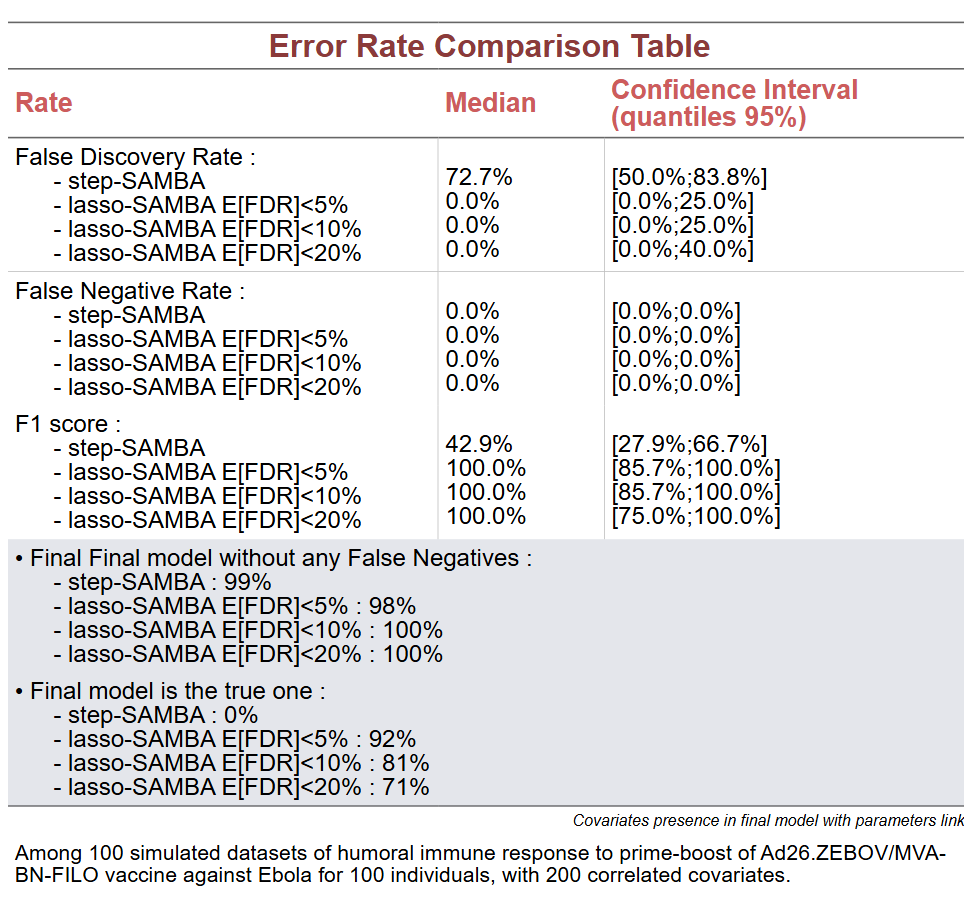 Error Rate Comparison Table
Rate Median Confidence Interval
(quantiles 95%)
False Discovery Rate :
- step-SAMBA 72.7% [50.0%;83.8%]
- lasso-SAMBA E[FDR]<5% 0.0% [0.0%;25.0%]
- lasso-SAMBA E[FDR]<10% 0.0% [0.0%;25.0%]
- lasso-SAMBA E[FDR]<20% 0.0% [0.0%;40.0%]
False Negative Rate :
- step-SAMBA 0.0% [0.0%;0.0%]
- lasso-SAMBA E[FDR]<5% 0.0% [0.0%;0.0%]
- lasso-SAMBA E[FDR]<10% 0.0% [0.0%;0.0%]
- lasso-SAMBA E[FDR]<20% 0.0% [0.0%;0.0%]
F1 score :
- step-SAMBA 42.9% [27.9%;66.7%]
- lasso-SAMBA E[FDR]<5% 100.0% [85.7%;100.0%]
- lasso-SAMBA E[FDR]<10% 100.0% [85.7%;100.0%]
- lasso-SAMBA E[FDR]<20% 100.0% [75.0%;100.0%]
• Final Final model without any False Negatives :
- step-SAMBA : 99%
- lasso-SAMBA E[FDR]<5% : 98%
- lasso-SAMBA E[FDR]<10% : 100%
- lasso-SAMBA E[FDR]<20% : 100%
• Final model is the true one :
- step-SAMBA : 0%
- lasso-SAMBA E[FDR]<5% : 92%
- lasso-SAMBA E[FDR]<10% : 81%
- lasso-SAMBA E[FDR]<20% : 71%
Covariates presence in final model with parameters link
Among 100 simulated datasets of humoral immune response to prime-boost of Ad26.ZEBOV/MVA-
BN-FILO vaccine against Ebola for 100 individuals, with 200 correlated covariates.